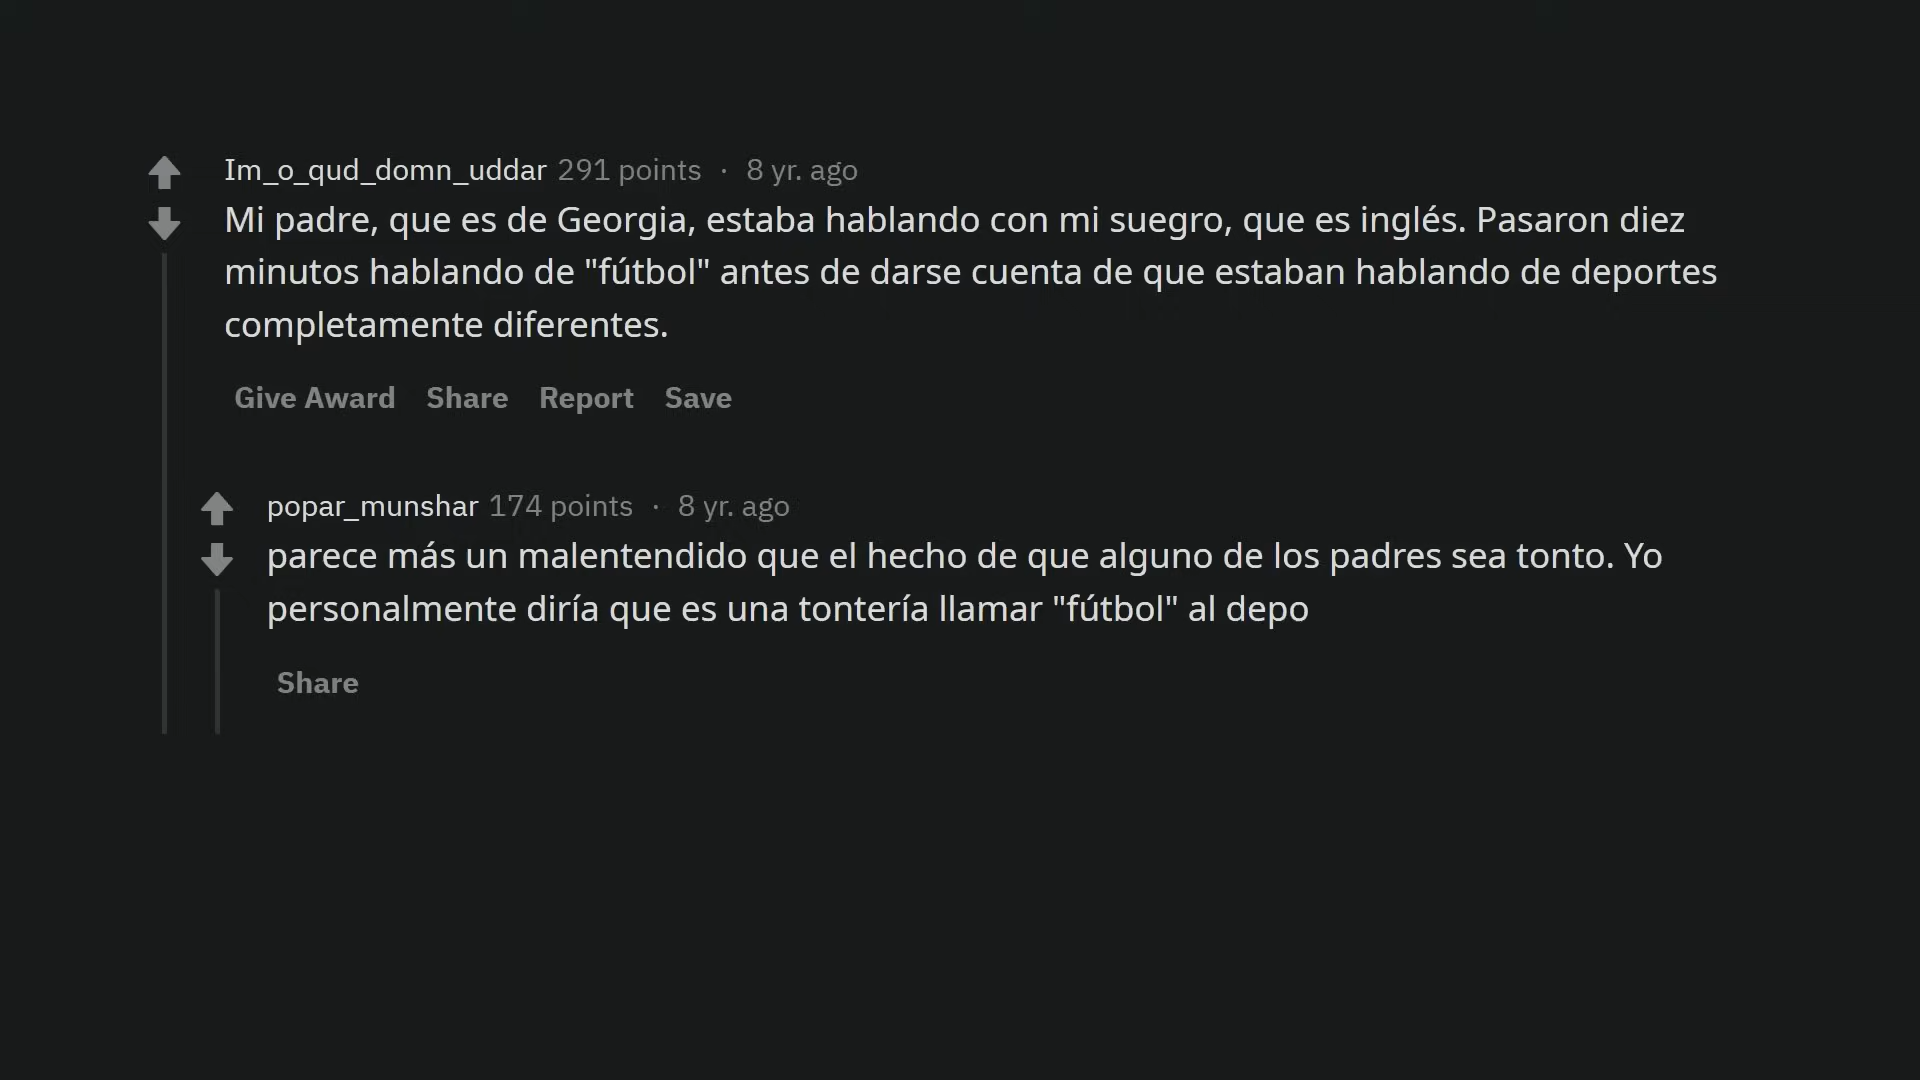 Im_o_qud_domn_uddar 291 points · 8 yr. ago
Mi padre, que es de Georgia, estaba hablando con mi suegro, que es inglés. Pasaron diez
minutos hablando de "fútbol" antes de darse cuenta de que estaban hablando de deportes
completamente diferentes.
Give Award Share Report Save
popar_munshar 174 points · 8 yr. ago
parece más un malentendido que el hecho de que alguno de los padres sea tonto. Yo
personalmente diría que es una tontería llamar "fútbol" al depo
Share